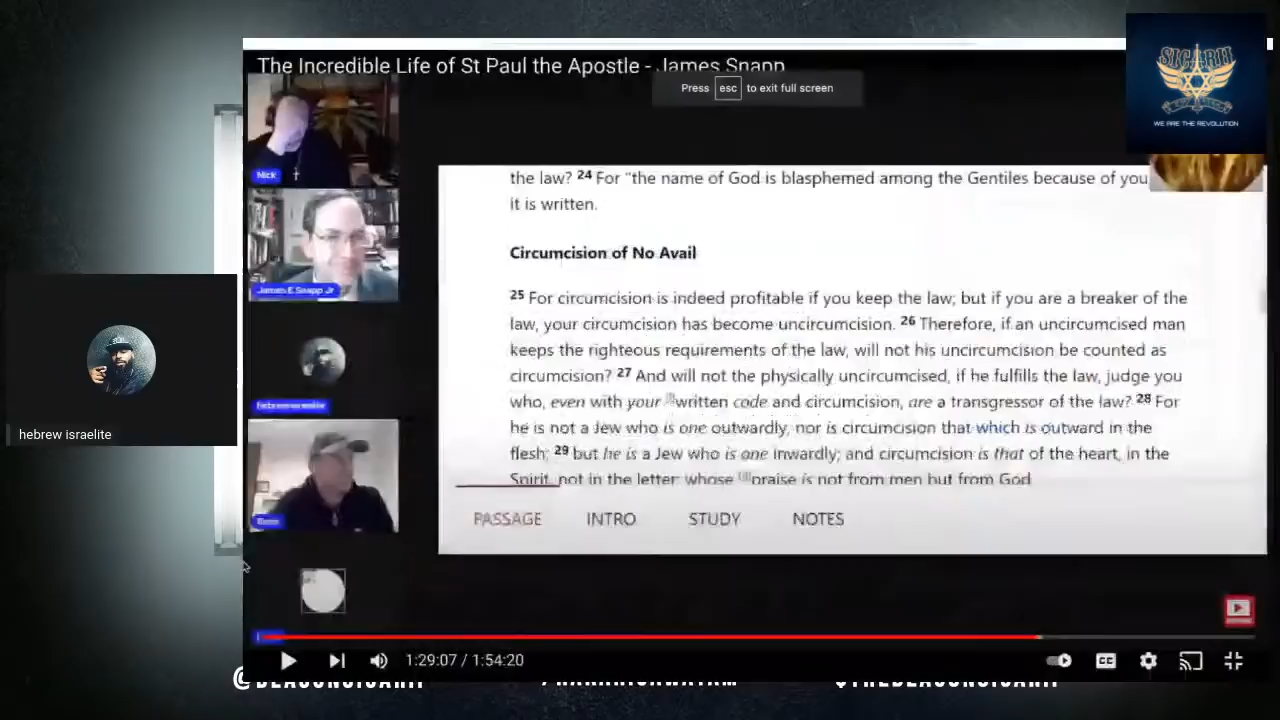 The Incredible Life of St Paul the Apostle - James Snapp
Press esc to exit full screen
SICARII
WE ARE THE REVOLUTION
Nick
James E Snapp Jr
hebrew israelite
hebrew israelite
the law? 24 For "the name of God is blasphemed among the Gentiles because of you
it is written.
Circumcision of No Avail
25 For circumcision is indeed profitable if you keep the law; but if you are a breaker of the
law, your circumcision has become uncircumcision. 26 Therefore, if an uncircumcised man
keeps the righteous requirements of the law, will not his uncircumcision be counted as
circumcision? 27 And will not the physically uncircumcised, if he fulfills the law, judge you
who, even with your written code and circumcision, are a transgressor of the law? 28 For
he is not a Jew who is one outwardly, nor is circumcision that which is outward in the
flesh; 29 but he is a Jew who is one inwardly; and circumcision is that of the heart, in the
Spirit, not in the letter; whose praise is not from men but from God
PASSAGE INTRO STUDY NOTES
1:29:07 / 1:54:20
CC